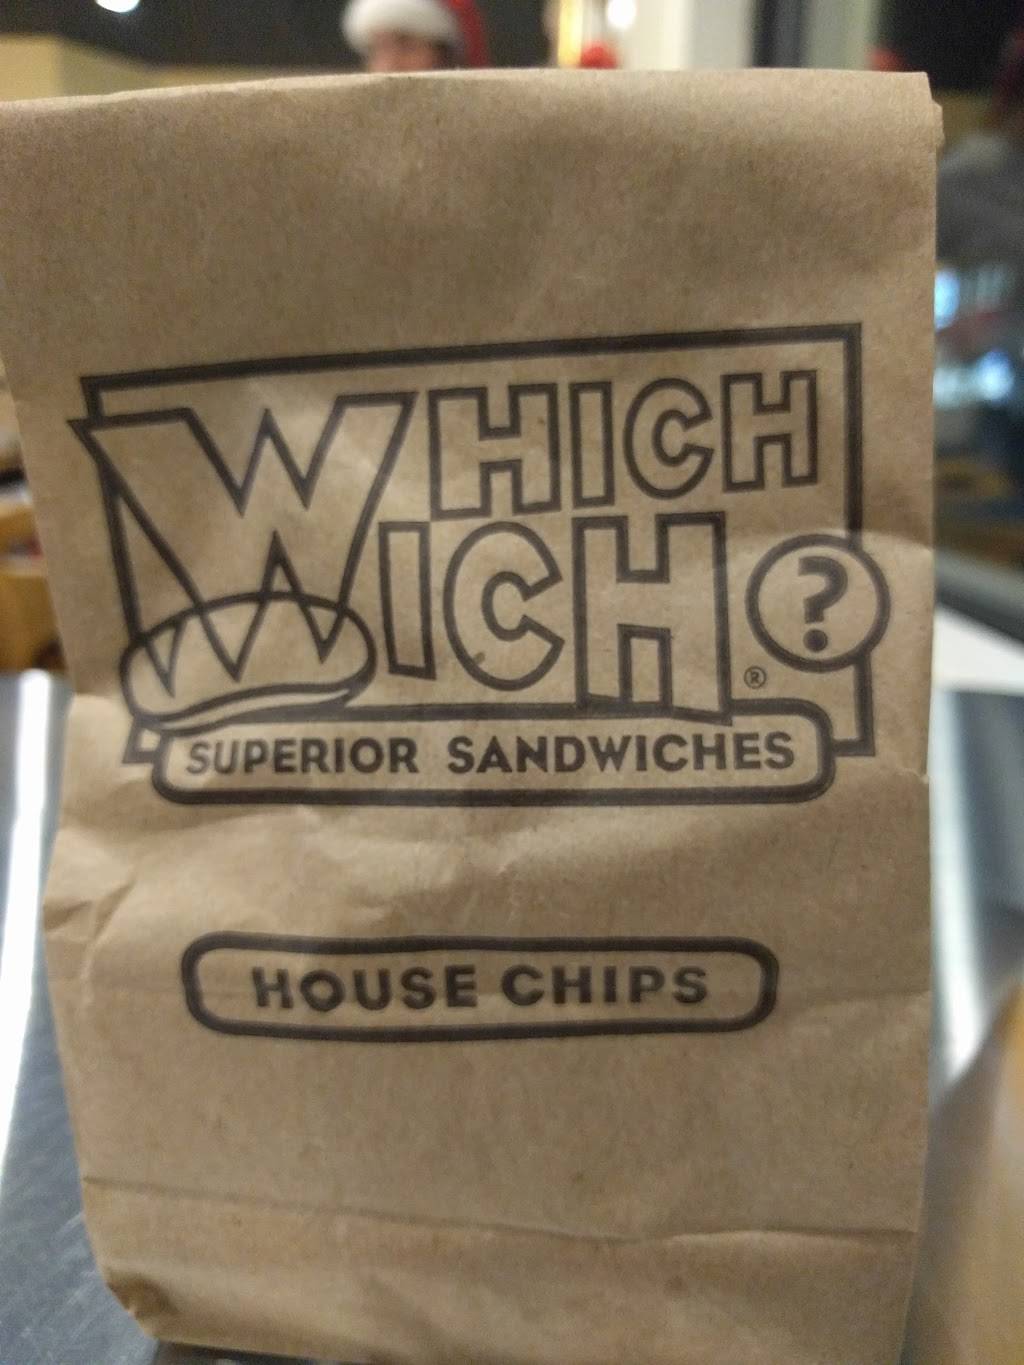 WHICH
WICH?®
SUPERIOR SANDWICHES
HOUSE CHIPS